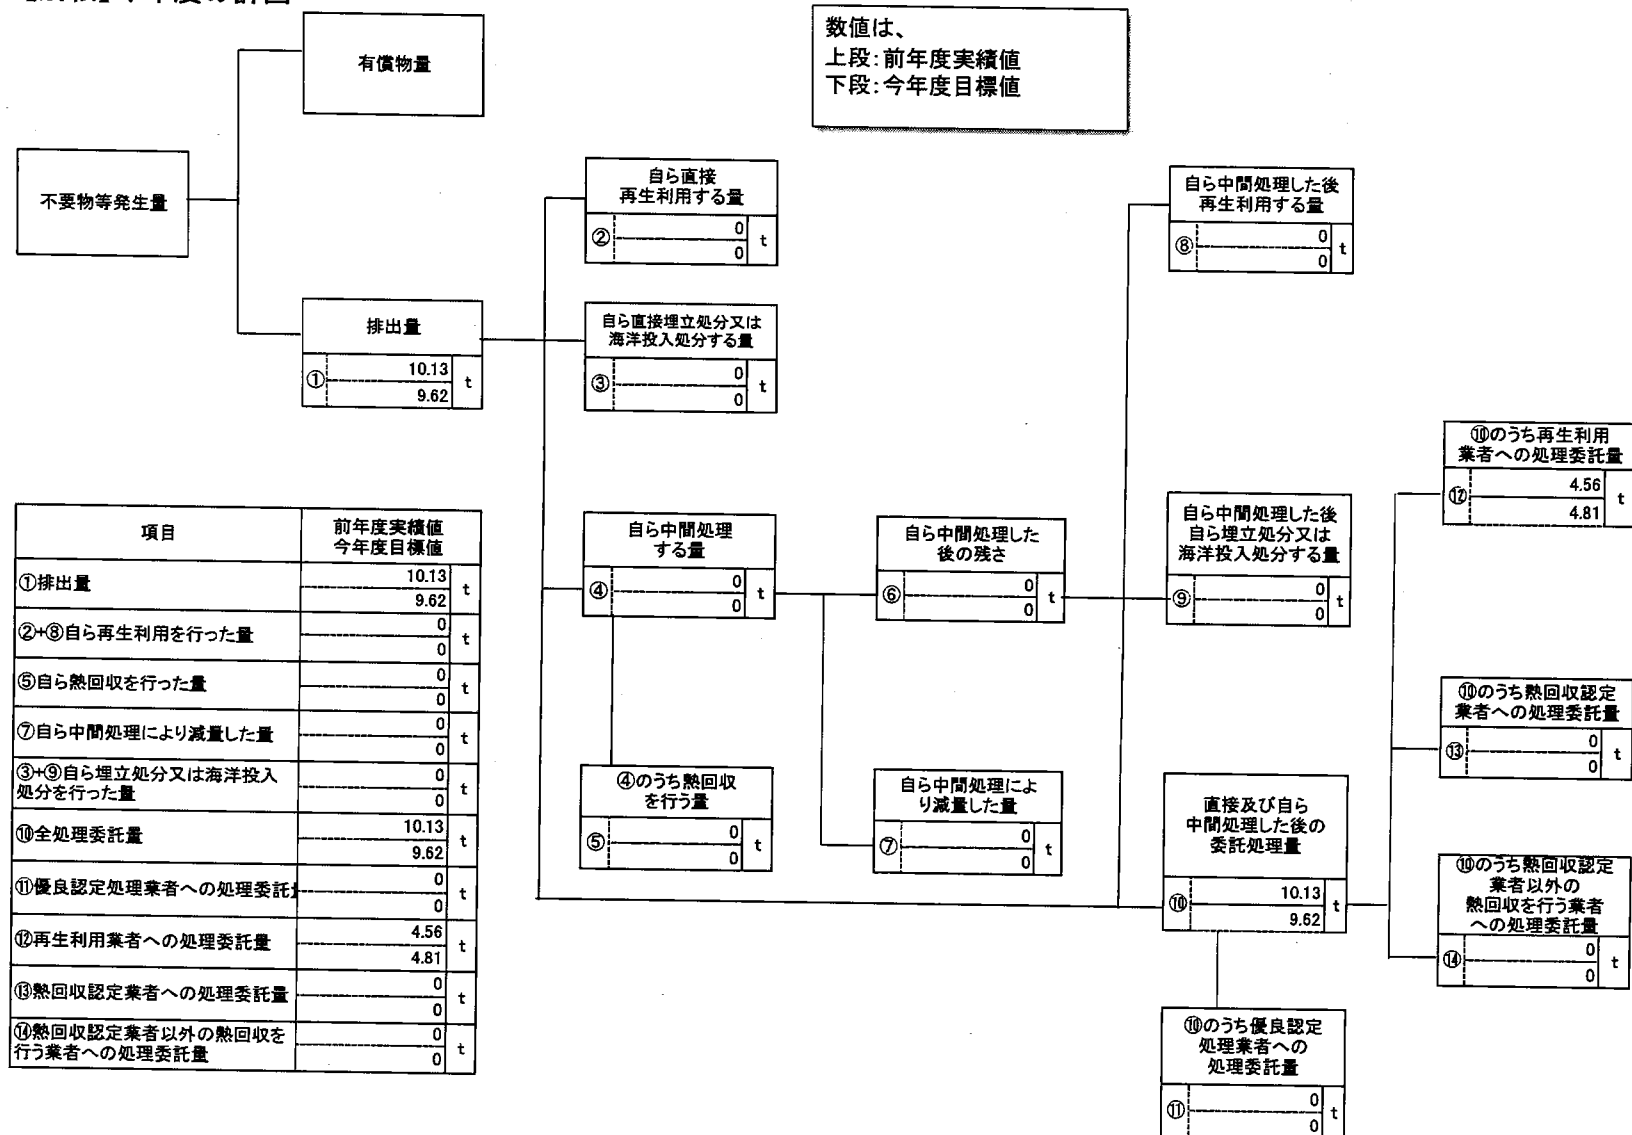 今年度の計画
数値は、
上段:前年度実績値
下段:今年度目標値
有償物量
不要物等発生量
排出量
①
10.13
9.62
t
自ら直接
再生利用する量
②
0
0
t
自ら直接埋立処分又は
海洋投入処分する量
③
0
0
t
自ら中間処理
する量
④
0
0
t
④のうち熱回収
を行う量
⑤
0
0
t
自ら中間処理した
後の残さ
⑥
0
0
t
自ら中間処理によ
り減量した量
⑦
0
0
t
自ら中間処理した後
再生利用する量
⑧
0
0
t
自ら中間処理した後
自ら埋立処分又は
海洋投入処分する量
⑨
0
0
t
直接及び自ら
中間処理した後の
委託処理量
⑩
10.13
9.62
t
⑩のうち優良認定
処理業者への
処理委託量
⑪
0
0
t
⑩のうち再生利用
業者への処理委託量
⑫
4.56
4.81
t
⑩のうち熱回収認定
業者への処理委託量
⑬
0
0
t
⑩のうち熱回収認定
業者以外の
熱回収を行う業者
への処理委託量
⑭
0
0
t
項目
前年度実績値
今年度目標値
①排出量
10.13
9.62
t
②+⑧自ら再生利用を行った量
0
0
t
⑤自ら熱回収を行った量
0
0
t
⑦自ら中間処理により減量した量
0
0
t
③+⑨自ら埋立処分又は海洋投入
処分を行った量
0
0
t
⑩全処理委託量
10.13
9.62
t
⑪優良認定処理業者への処理委託
0
0
t
⑫再生利用業者への処理委託量
4.56
4.81
t
⑬熱回収認定業者への処理委託量
0
0
t
⑭熱回収認定業者以外の熱回収を
行う業者への処理委託量
0
0
t